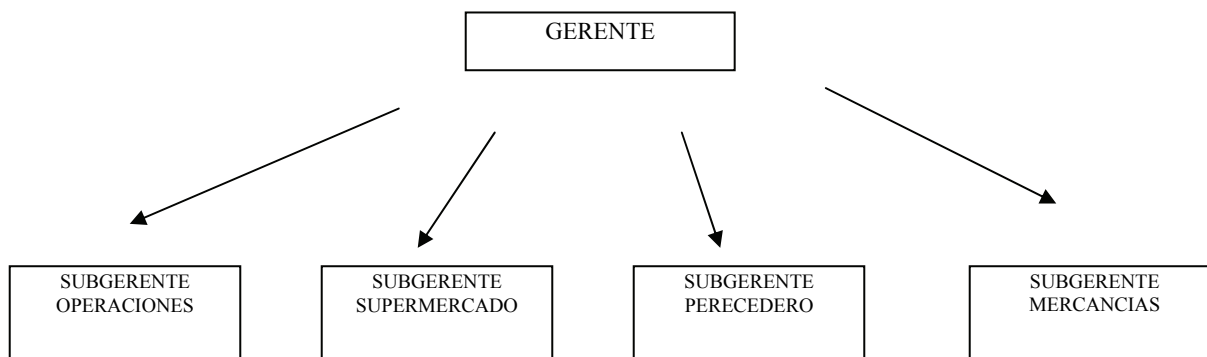 GERENTE
SUBGERENTE
OPERACIONES
SUBGERENTE
SUPERMERCADO
SUBGERENTE
PERECEDERO
SUBGERENTE
MERCANCIAS